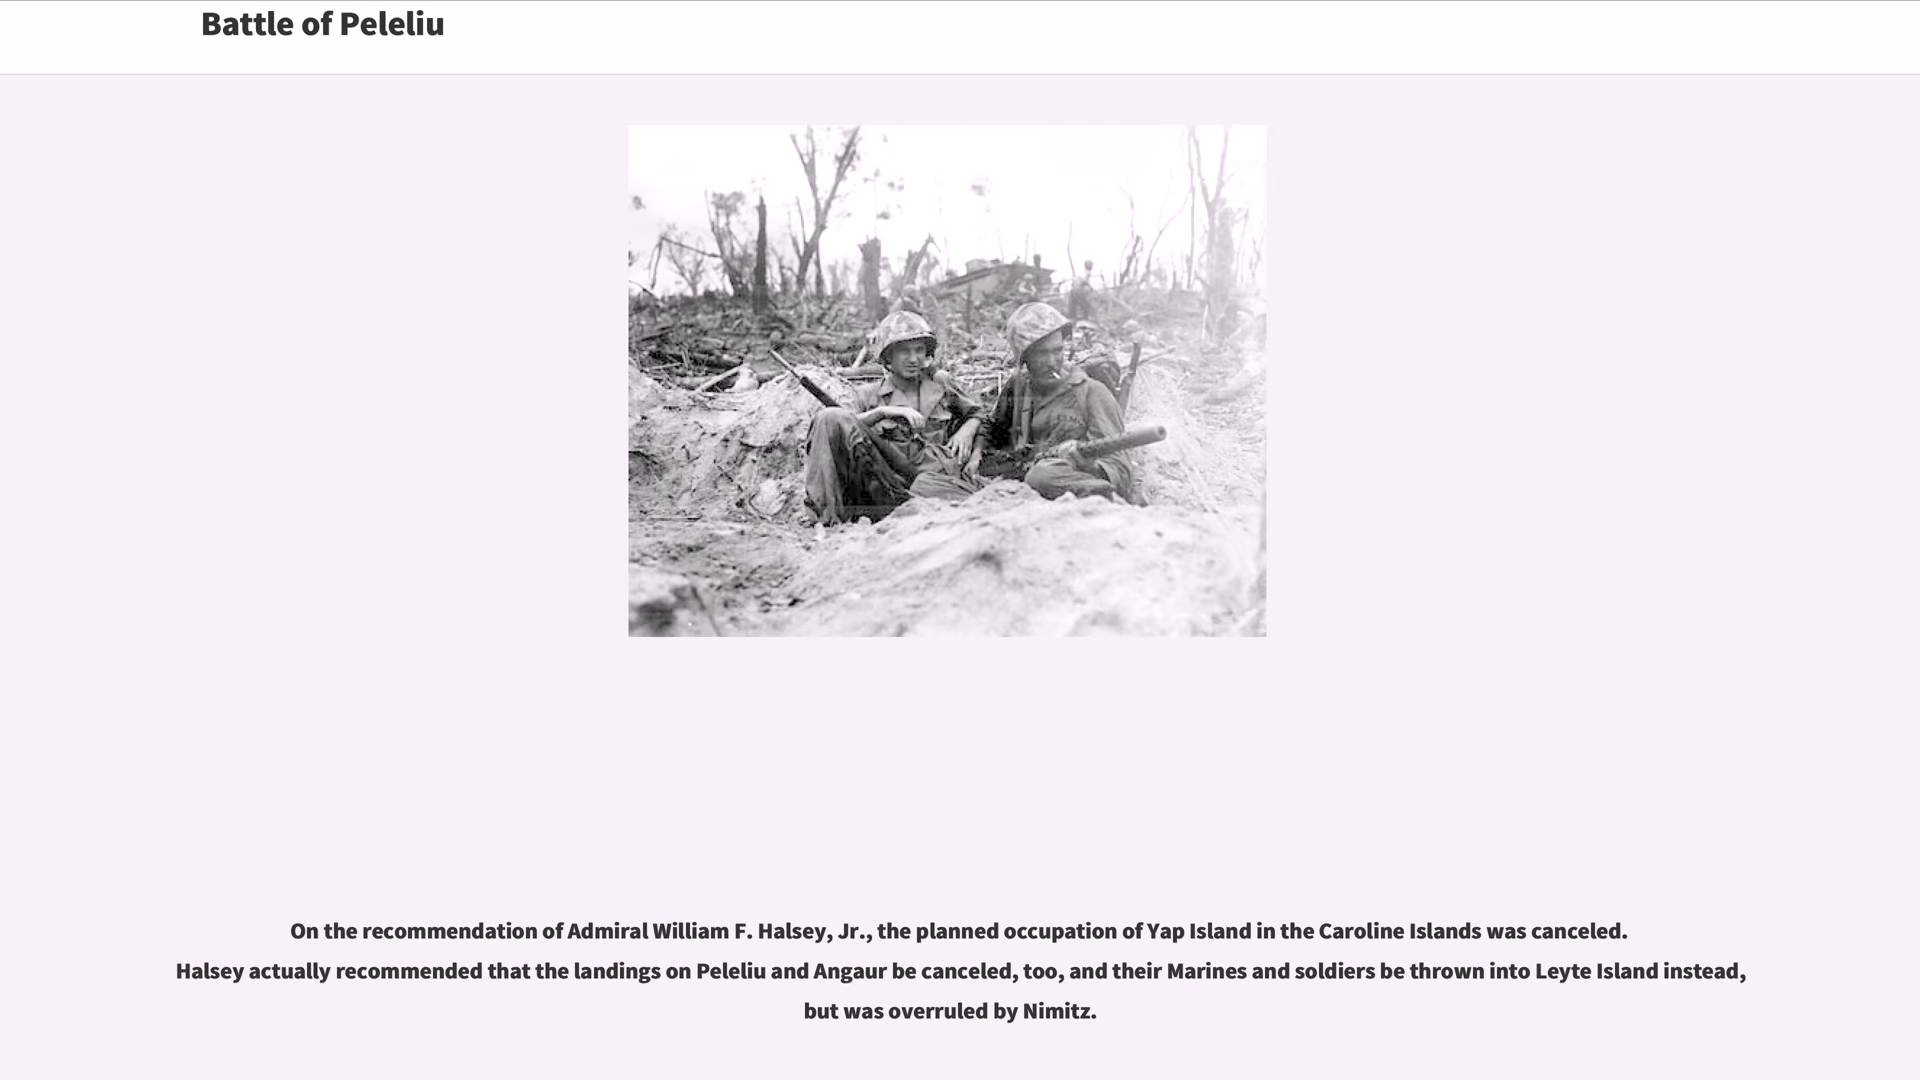 Battle of Peleliu
On the recommendation of Admiral William F. Halsey, Jr., the planned occupation of Yap Island in the Caroline Islands was canceled.
Halsey actually recommended that the landings on Peleliu and Angaur be canceled, too, and their Marines and soldiers be thrown into Leyte Island instead,
but was overruled by Nimitz.